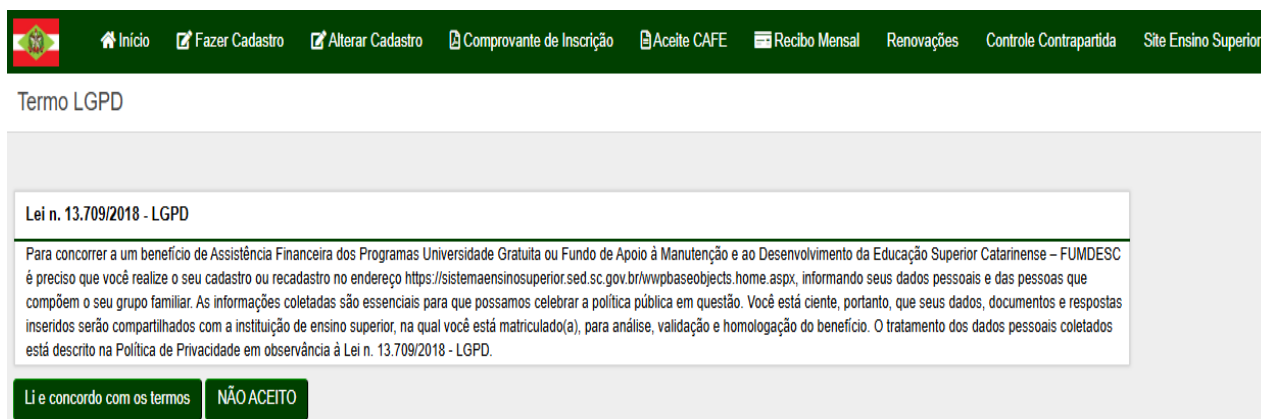 Início Fazer Cadastro Alterar Cadastro Comprovante de Inscrição Aceite CAFE Recibo Mensal Renovações Controle Contrapartida Site Ensino Superior
Termo LGPD
Lei n. 13.709/2018 - LGPD
Para concorrer a um benefício de Assistência Financeira dos Programas Universidade Gratuita ou Fundo de Apoio à Manutenção e ao Desenvolvimento da Educação Superior Catarinense – FUMDESC
é preciso que você realize o seu cadastro ou recadastro no endereço https://sistemaensinosuperior.sed.sc.gov.br/wwpbaseobjects.home.aspx, informando seus dados pessoais e das pessoas que
compõem o seu grupo familiar. As informações coletadas são essenciais para que possamos celebrar a política pública em questão. Você está ciente, portanto, que seus dados, documentos e respostas
inseridos serão compartilhados com a instituição de ensino superior, na qual você está matriculado(a), para análise, validação e homologação do benefício. O tratamento dos dados pessoais coletados
está descrito na Política de Privacidade em observância à Lei n. 13.709/2018 - LGPD.
Li e concordo com os termos NÃO ACEITO